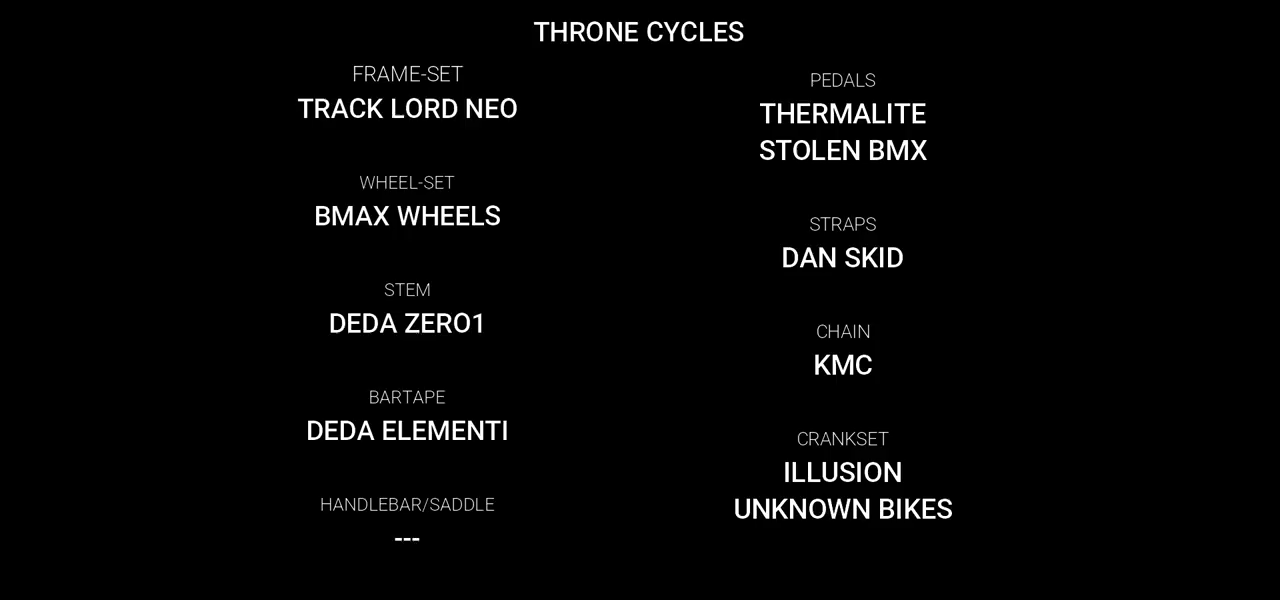 THRONE CYCLES
FRAME-SET
TRACK LORD NEO
WHEEL-SET
BMAX WHEELS
STEM
DEDA ZERO1
BARTAPE
DEDA ELEMENTI
HANDLEBAR/SADDLE
---
PEDALS
THERMALITE
STOLEN BMX
STRAPS
DAN SKID
CHAIN
KMC
CRANKSET
ILLUSION
UNKNOWN BIKES